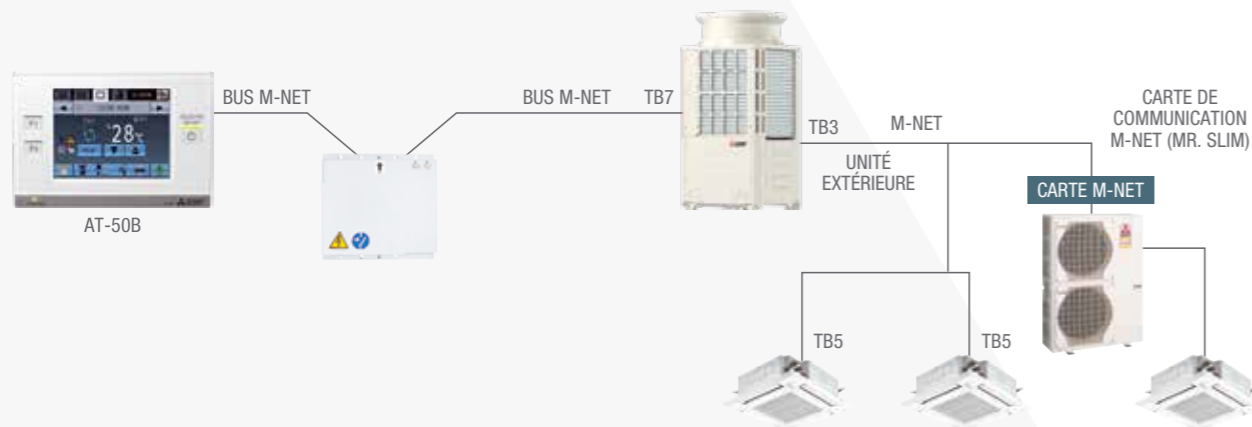 BUS M-NET
BUS M-NET
TB7
TB3
M-NET
CARTE DE
COMMUNICATION
M-NET (MR. SLIM)
UNITÉ
EXTÉRIEURE
CARTE M-NET
28
AT-50B
TB5
TB5